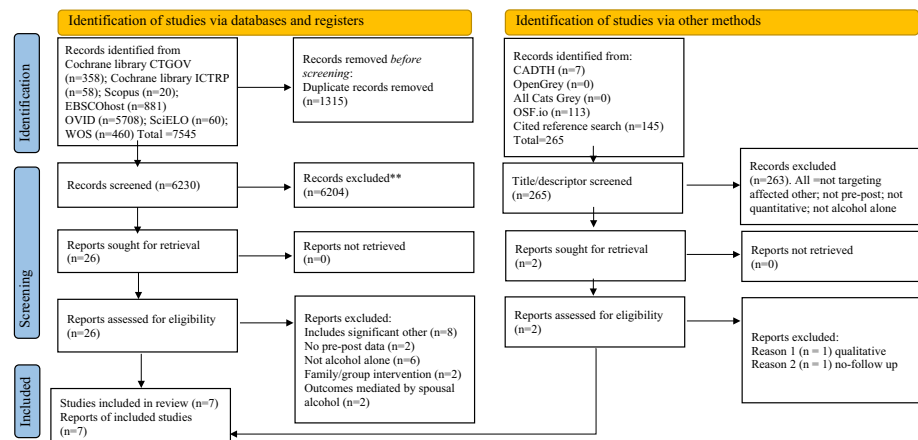 Identification of studies via databases and registers
Identification of studies via other methods
Identification
Records identified from
Cochrane library CTGOV
(n=358); Cochrane library ICTRP
(n=58); Scopus (n=20);
EBSCOhost (n=881)
OVID (n=5708); SciELO (n=60);
WOS (n=460) Total =7545
Records removed before
screening:
Duplicate records removed
(n=1315)
Records identified from:
CADTH (n=7)
OpenGrey (n=0)
All Cats Grey (n=0)
OSF.io (n=113)
Cited reference search (n=145)
Total=265
Screening
Records screened (n=6230)
Records excluded**
(n=6204)
Title/descriptor screened
(n=265)
Records excluded
(n=263). All =not targeting
affected other; not pre-post; not
quantitative; not alcohol alone
Reports sought for retrieval
(n=26)
Reports not retrieved
(n=0)
Reports sought for retrieval
(n=2)
Reports not retrieved
(n=0)
Reports assessed for eligibility
(n=26)
Reports excluded:
Includes significant other (n=8)
No pre-post data (n=2)
Not alcohol alone (n=6)
Family/group intervention (n=2)
Outcomes mediated by spousal
alcohol (n=2)
Reports assessed for eligibility
(n=2)
Reports excluded:
Reason 1 (n = 1) qualitative
Reason 2 (n = 1) no-follow up
Included
Studies included in review (n=7)
Reports of included studies
(n=7)